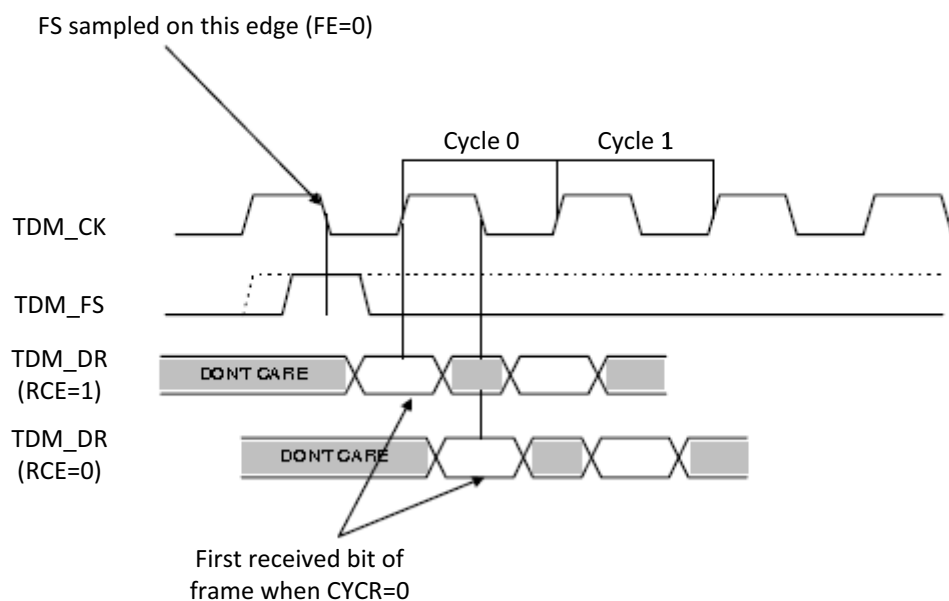 FS sampled on this edge (FE=0)
Cycle 0
Cycle 1
TDM_CK
TDM_FS
TDM_DR
(RCE=1)
DONT CARE
TDM_DR
(RCE=0)
DONT CARE
First received bit of
frame when CYCR=0